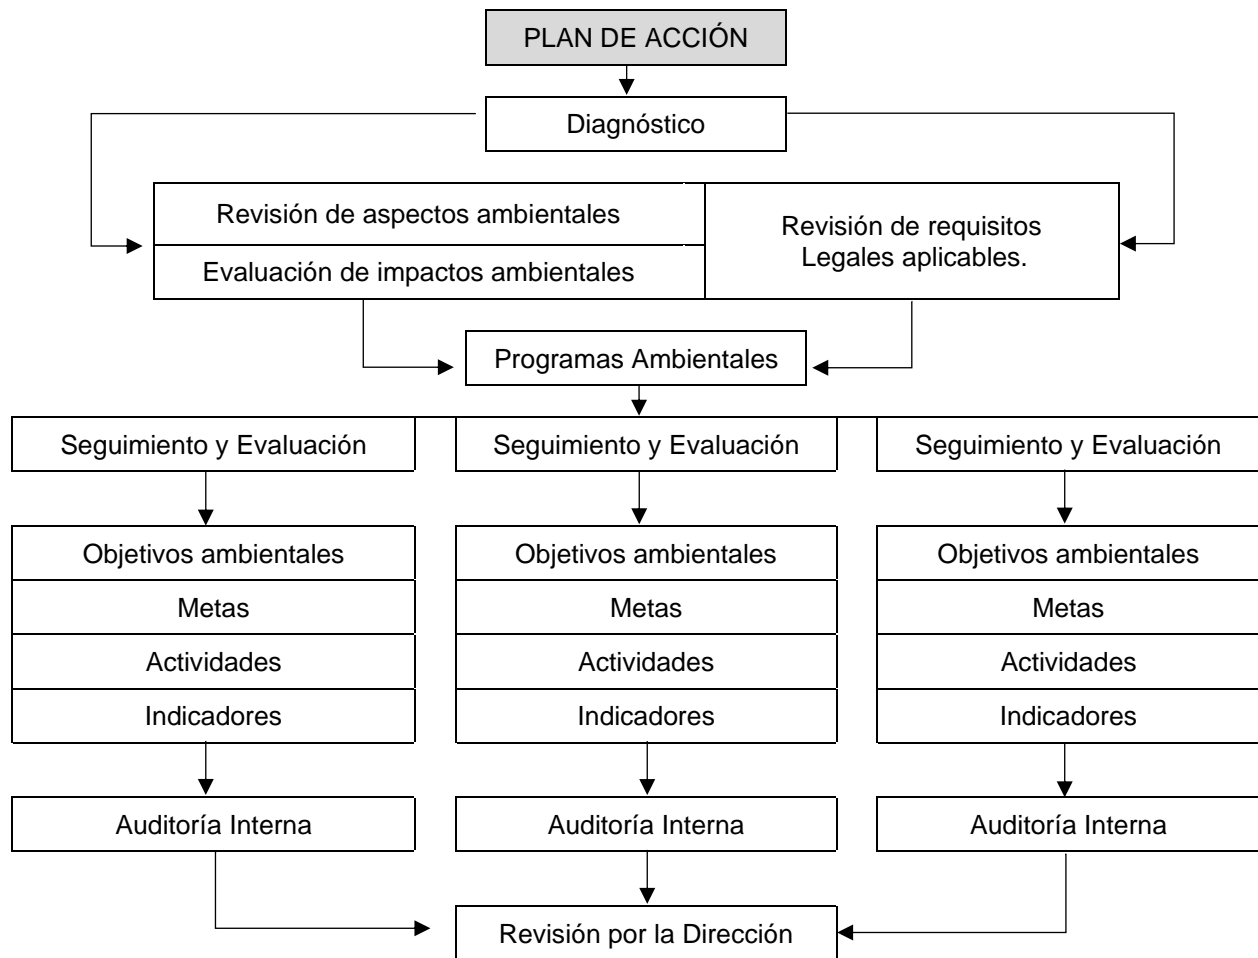 PLAN DE ACCIÓN
Diagnóstico
Revisión de aspectos ambientales
Evaluación de impactos ambientales
Revisión de requisitos
Legales aplicables.
Programas Ambientales
Seguimiento y Evaluación
Seguimiento y Evaluación
Seguimiento y Evaluación
Objetivos ambientales
Objetivos ambientales
Objetivos ambientales
Metas
Metas
Metas
Actividades
Actividades
Actividades
Indicadores
Indicadores
Indicadores
Auditoría Interna
Auditoría Interna
Auditoría Interna
Revisión por la Dirección